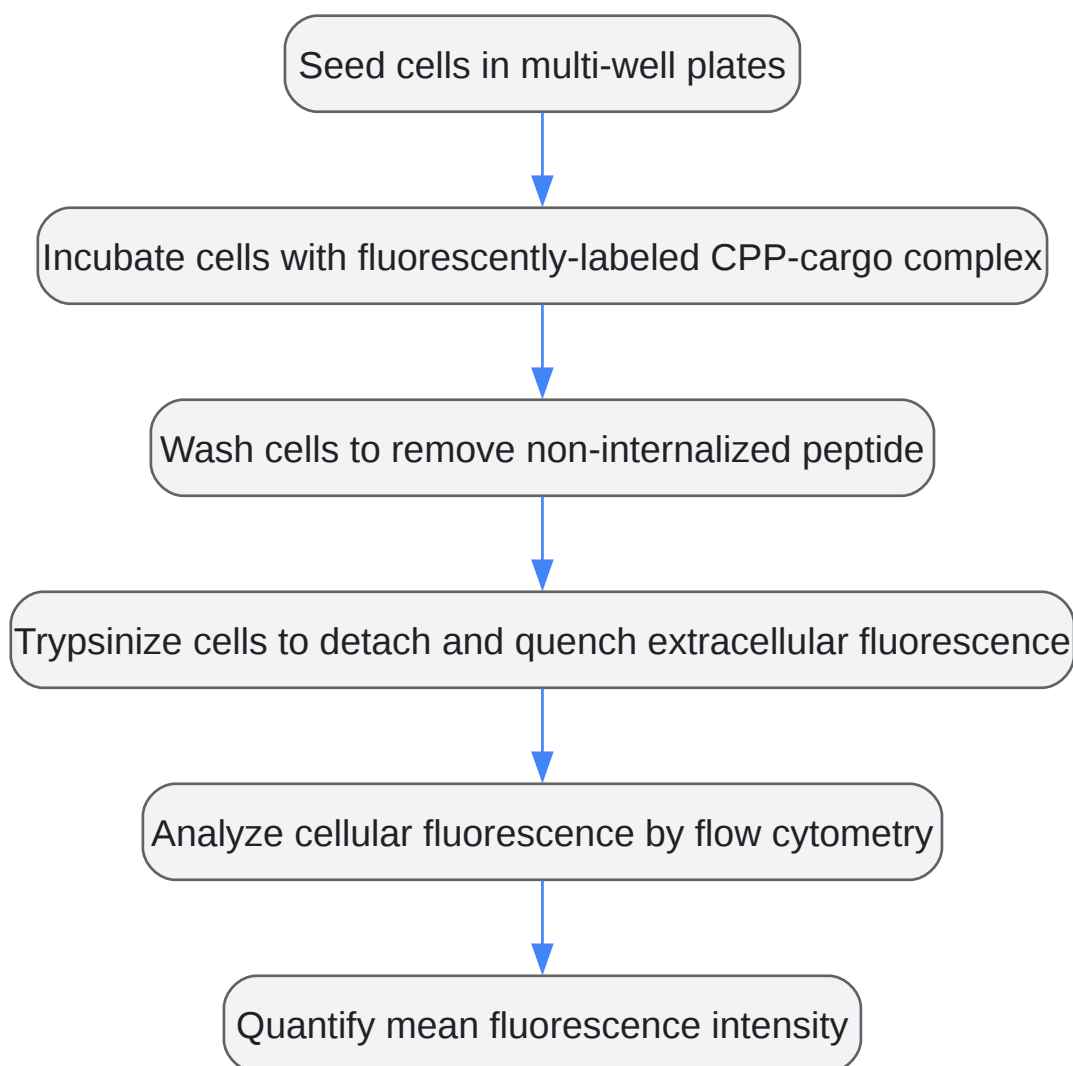 Seed cells in multi-well plates
Incubate cells with fluorescently-labeled CPP-cargo complex
Wash cells to remove non-internalized peptide
Trypsinize cells to detach and quench extracellular fluorescence
Analyze cellular fluorescence by flow cytometry
Quantify mean fluorescence intensity